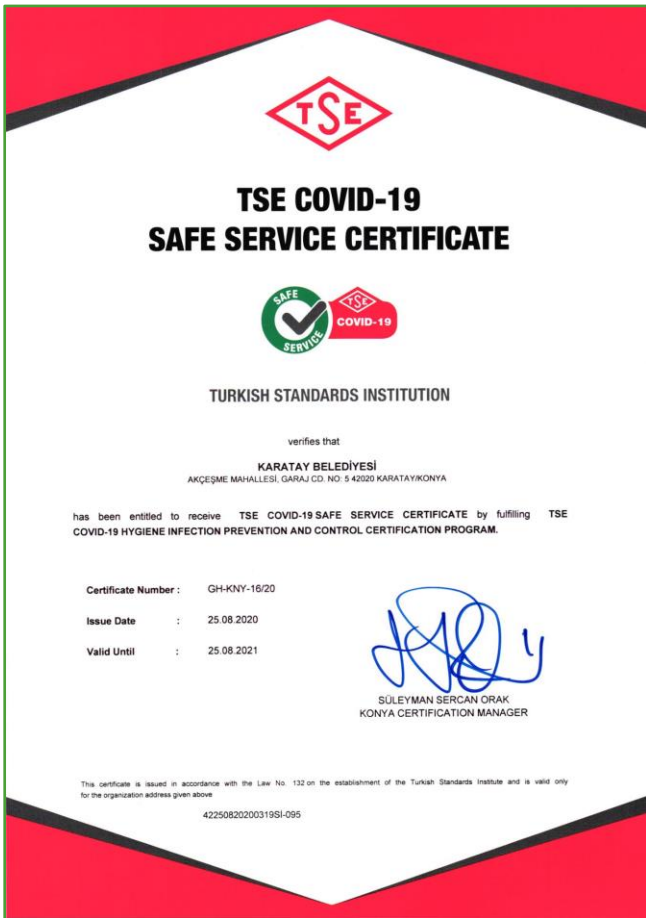 TSE
TSE COVID-19
SAFE SERVICE CERTIFICATE
SAFE
SERVICE
TSE
COVID-19
TURKISH STANDARDS INSTITUTION
verifies that
KARATAY BELEDİYESİ
AKÇEŞME MAHALLESİ, GARAJ CD. NO: 5 42020 KARATAY/KONYA
has been entitled to receive TSE COVID-19 SAFE SERVICE CERTIFICATE by fulfilling TSE
COVID-19 HYGIENE INFECTION PREVENTION AND CONTROL CERTIFICATION PROGRAM.
Certificate Number : GH-KNY-16/20
Issue Date : 25.08.2020
Valid Until : 25.08.2021
SÜLEYMAN SERCAN ORAK
KONYA CERTIFICATION MANAGER
This certificate is issued in accordance with the Law No. 132 on the establishment of the Turkish Standards Institute and is valid only
for the organization address given above
42250820200319SI-095